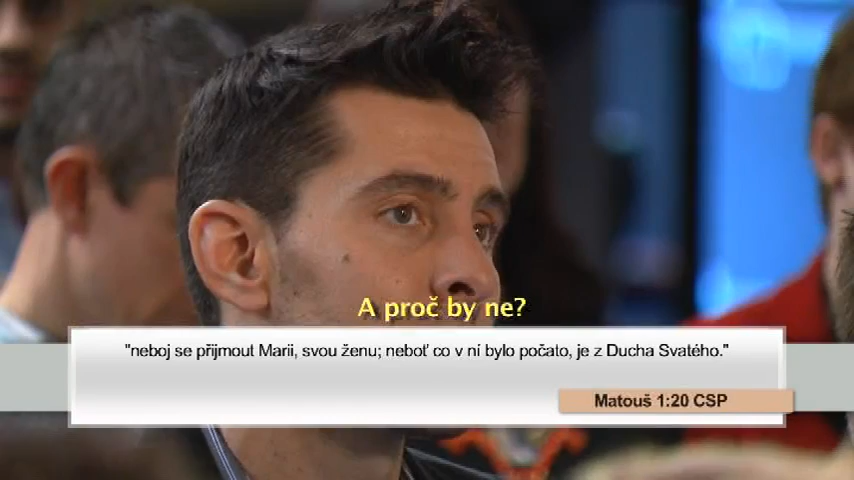 A proč by ne?
"neboj se přijmout Marii, svou ženu; neboť co v ní bylo počato, je z Ducha Svatého."
Matouš 1:20 CSP